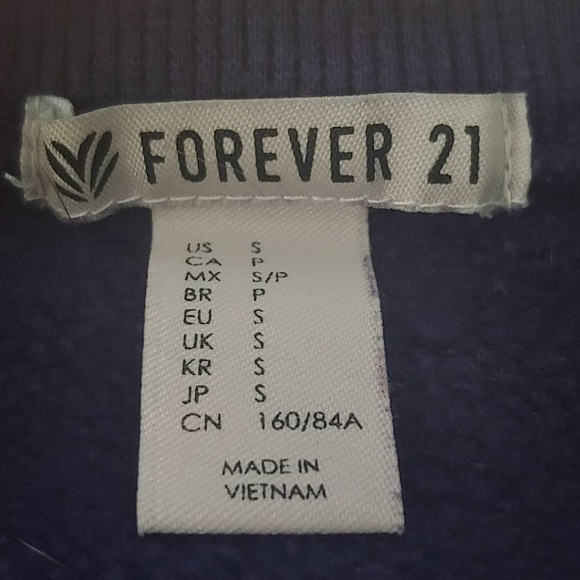 FOREVER 21
US S
CA P
MX S/P
BR P
EU S
UK S
KR S
JP S
CN 160/84A
MADE IN
VIETNAM